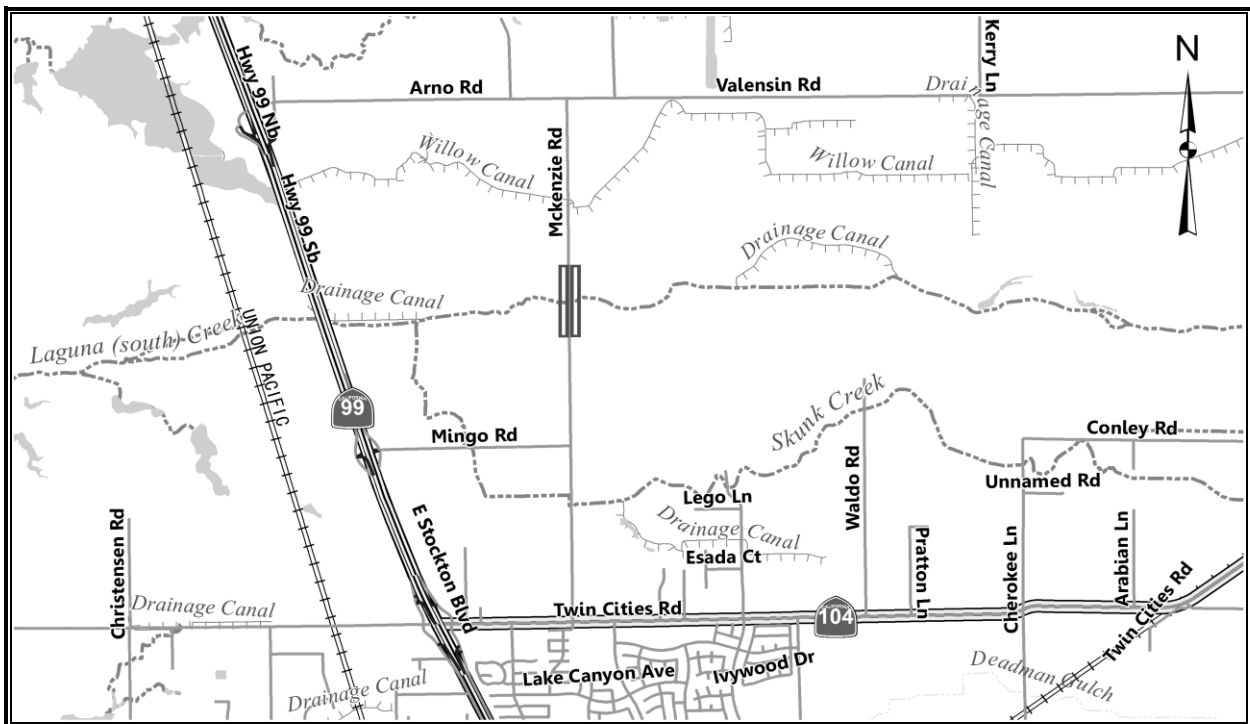 Kerry Ln
N
Hwy 99 Nb
Arno Rd
Valensin Rd
Drainage Canal
Willow Canal
Mckenzie Rd
Willow Canal
Hwy 99 Sb
Drainage Canal
Drainage Canal
Laguna (south) Creek
UNION PACIFIC
CALIFORNIA
99
Skunk Creek
Mingo Rd
Conley Rd
Waldo Rd
Unnamed Rd
Lego Ln
Drainage Canal
Esada Ct
Christensen Rd
E Stockton Blvd
Pratton Ln
Cherokee Ln
Arabian Ln
Drainage Canal
Twin Cities Rd
CALIFORNIA
104
Twin Cities Rd
Lake Canyon Ave
Ivywood Dr
Deadman Gulch
Drainage Canal